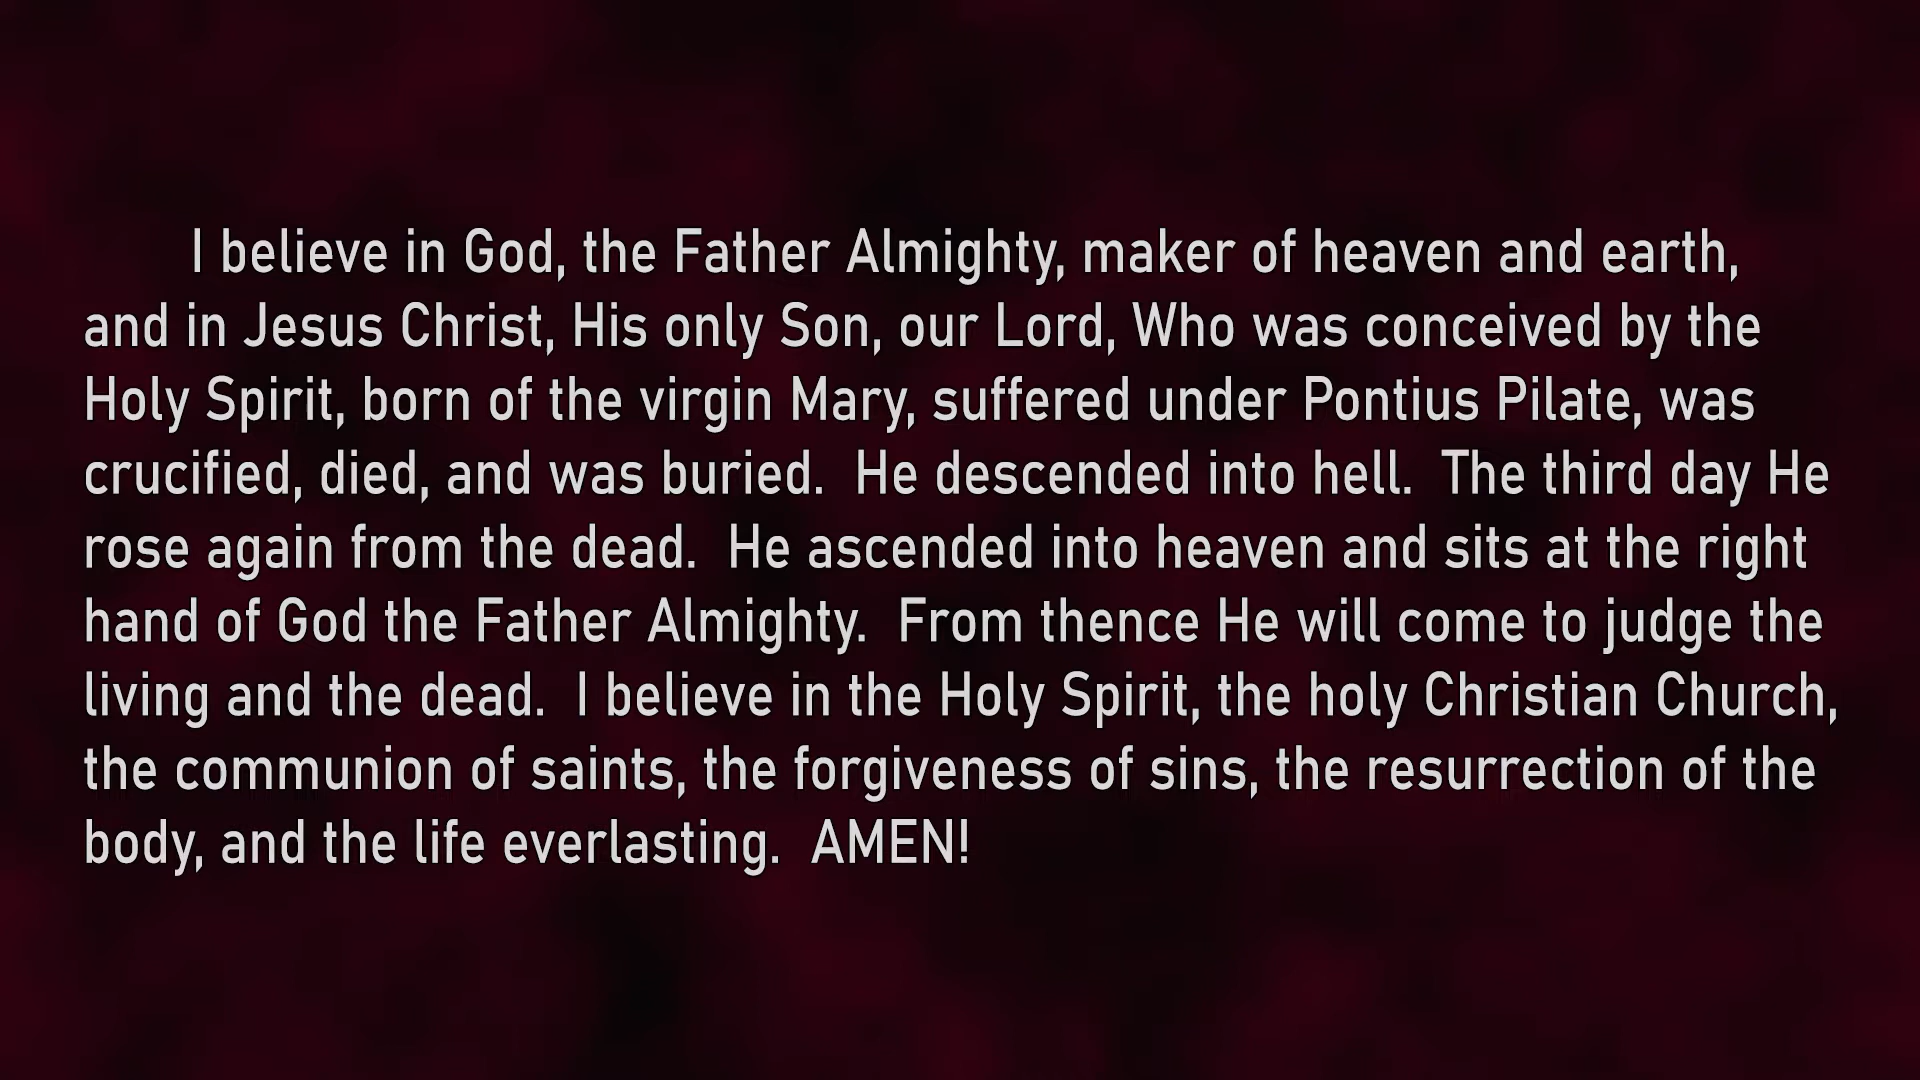 I believe in God, the Father Almighty, maker of heaven and earth,
and in Jesus Christ, His only Son, our Lord, Who was conceived by the
Holy Spirit, born of the virgin Mary, suffered under Pontius Pilate, was
crucified, died, and was buried.  He descended into hell.  The third day He
rose again from the dead.  He ascended into heaven and sits at the right
hand of God the Father Almighty.  From thence He will come to judge the
living and the dead.  I believe in the Holy Spirit, the holy Christian Church,
the communion of saints, the forgiveness of sins, the resurrection of the
body, and the life everlasting.  AMEN!